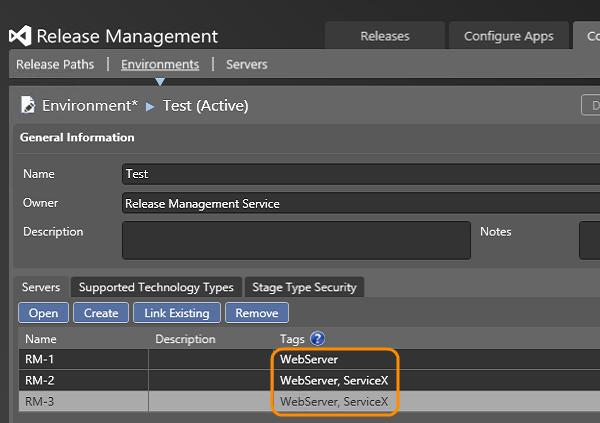 Release Management
Releases
Configure Apps
Co
Release Paths | Environments | Servers
Environment* ▸ Test (Active)
D
General Information
Name
Test
Owner
Release Management Service
Description
Notes
Servers
Supported Technology Types
Stage Type Security
Open
Create
Link Existing
Remove
Name Description Tags ?
RM-1 WebServer
RM-2 WebServer, ServiceX
RM-3 WebServer, ServiceX